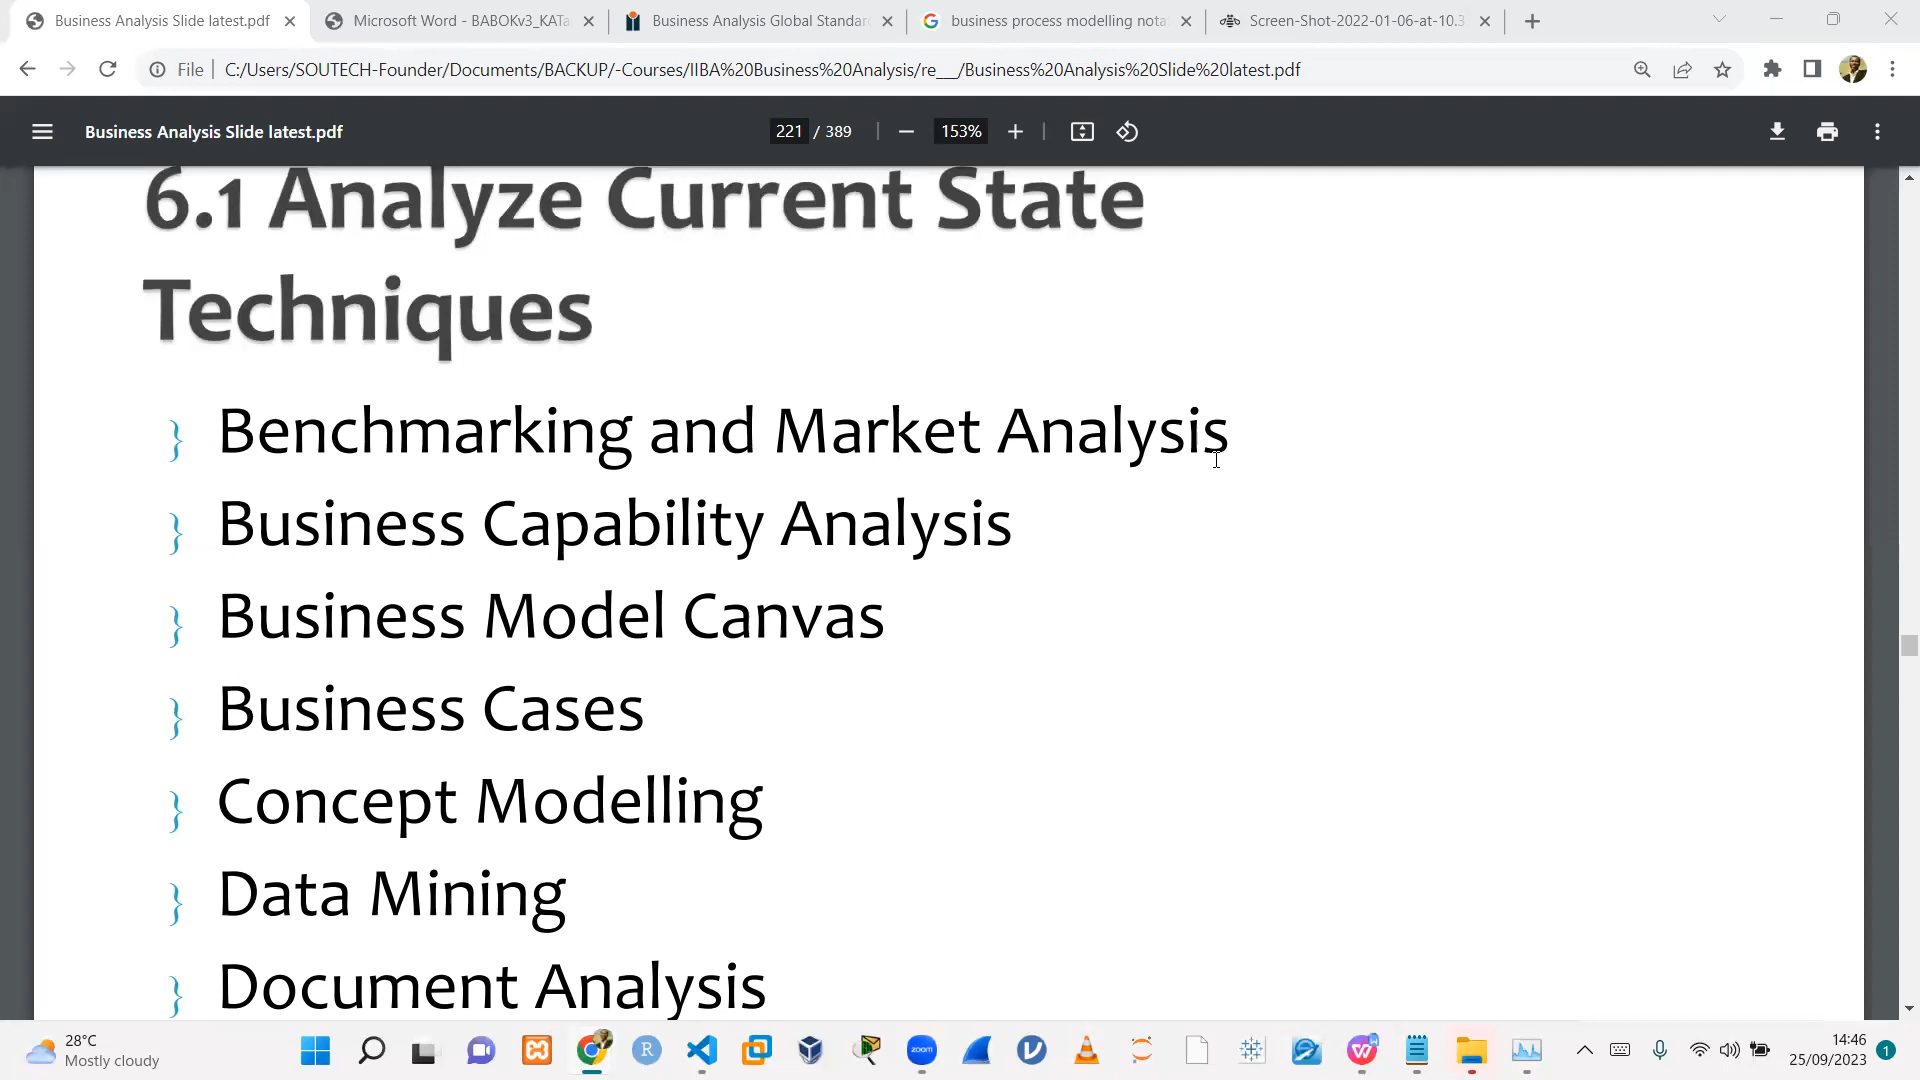 Business Analysis Slide latest.pdf
Microsoft Word - BABOKv3_KATa
Business Analysis Global Standar
business process modelling nota
Screen-Shot-2022-01-06-at-10.3
File
C:/Users/SOUTECH-Founder/Documents/BACKUP/-Courses/IIBA%20Business%20Analysis/re__/Business%20Analysis%20Slide%20latest.pdf
Business Analysis Slide latest.pdf
221 / 389
153%
6.1 Analyze Current State
Techniques
} Benchmarking and Market Analysis
} Business Capability Analysis
} Business Model Canvas
} Business Cases
} Concept Modelling
} Data Mining
} Document Analysis
28°C
Mostly cloudy
R
zoom
14:46
25/09/2023
1